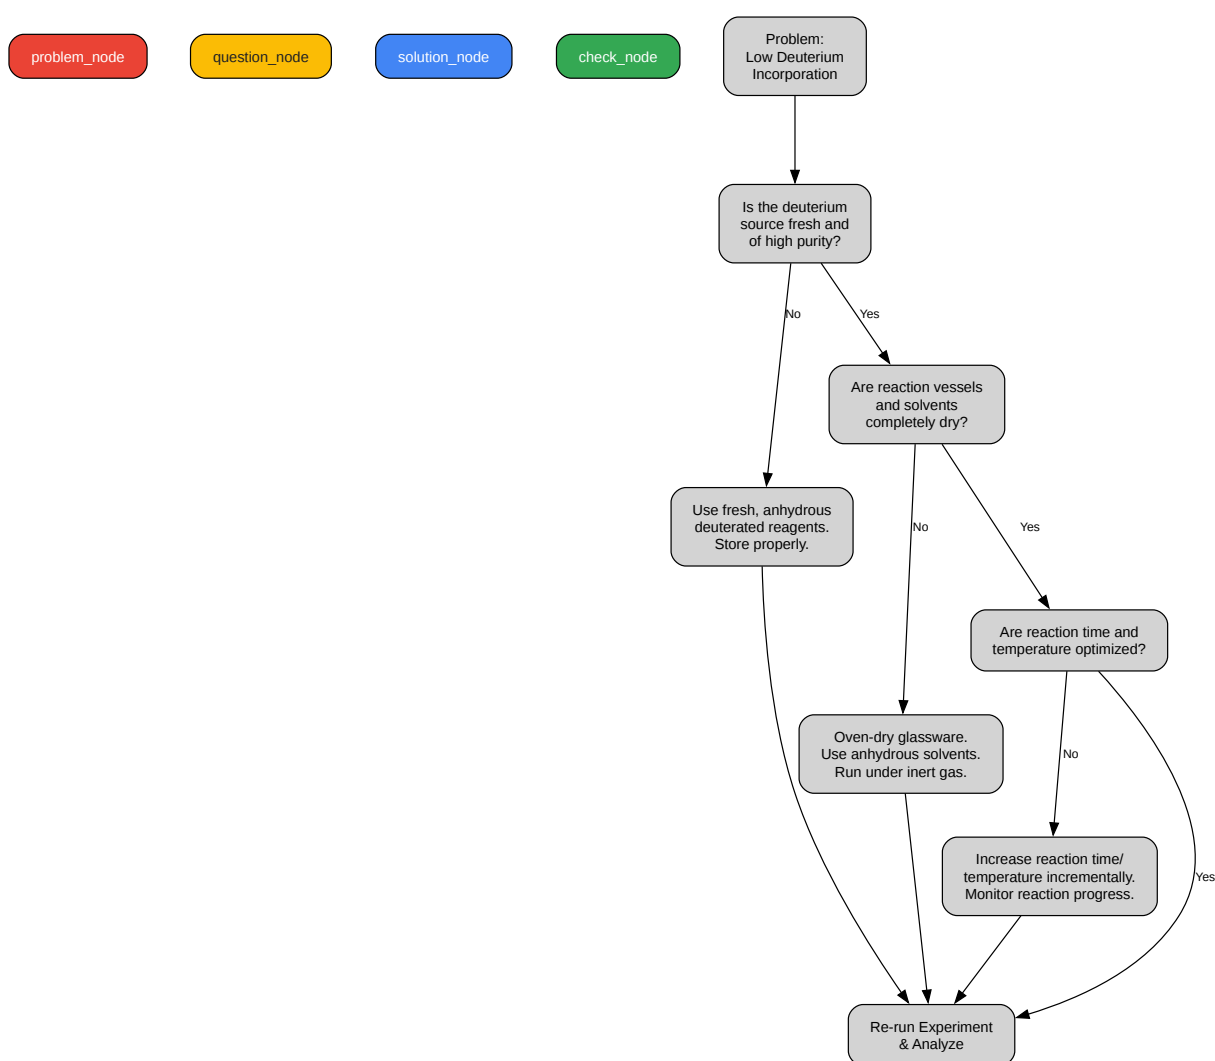 problem_node
question_node
solution_node
check_node
Problem:
Low Deuterium
Incorporation
Is the deuterium
source fresh and
of high purity?
No
Yes
Are reaction vessels
and solvents
completely dry?
Use fresh, anhydrous
deuterated reagents.
Store properly.
No
Yes
Are reaction time and
temperature optimized?
Oven-dry glassware.
Use anhydrous solvents.
Run under inert gas.
No
Increase reaction time/
temperature incrementally.
Monitor reaction progress.
Yes
Re-run Experiment
& Analyze